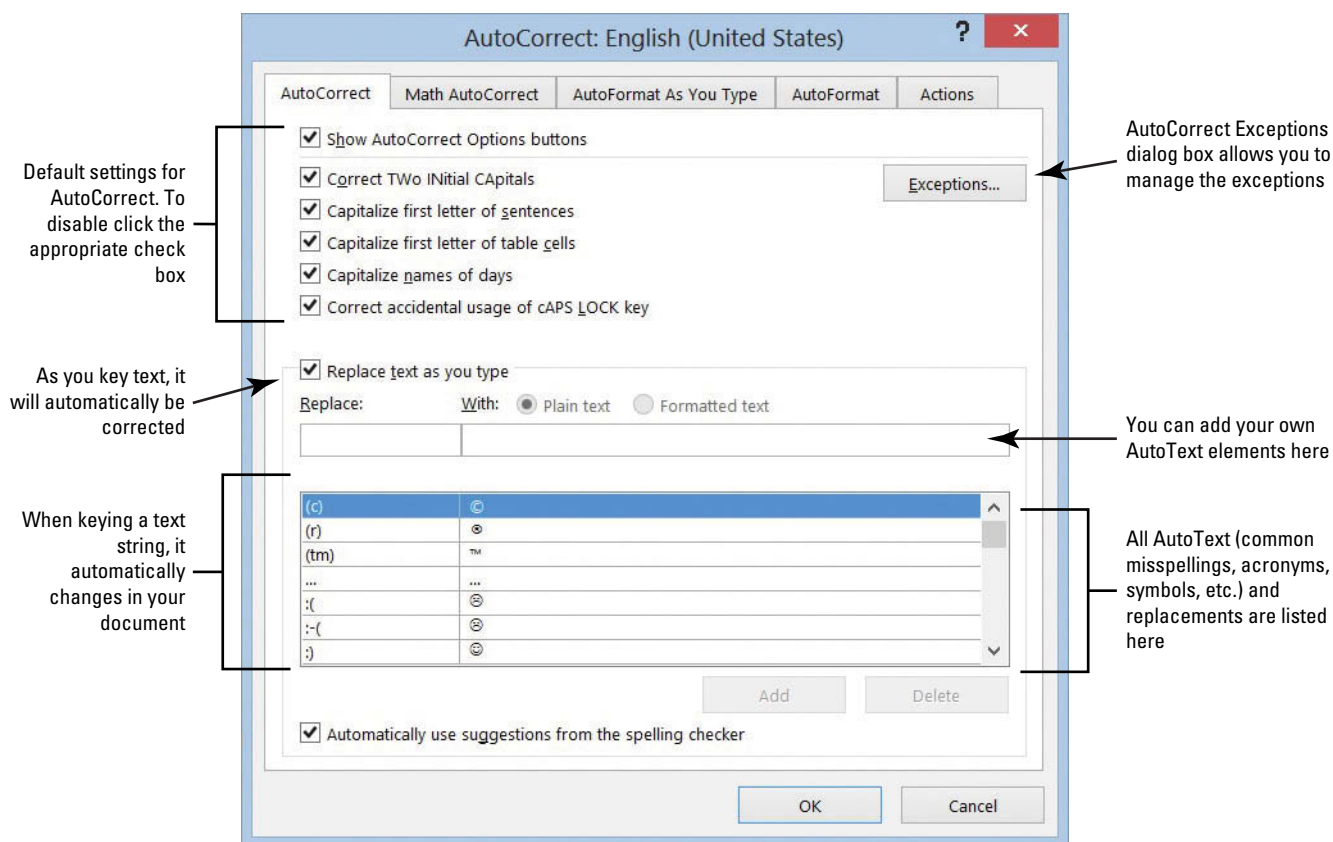 AutoCorrect: English (United States)
?
×
AutoCorrect
Math AutoCorrect
AutoFormat As You Type
AutoFormat
Actions
Show AutoCorrect Options buttons
Correct TWo INitial CApitals
Exceptions...
Capitalize first letter of sentences
Capitalize first letter of table cells
Capitalize names of days
Correct accidental usage of cAPS LOCK key
Default settings for
AutoCorrect. To
disable click the
appropriate check
box
AutoCorrect Exceptions
dialog box allows you to
manage the exceptions
Replace text as you type
Replace:
With:
Plain text
Formatted text
As you key text, it
will automatically be
corrected
You can add your own
AutoText elements here
(c) ©
(r) ®
(tm) ™
... ...
:( ☹
:-( ☹
:) ☺
When keying a text
string, it
automatically
changes in your
document
All AutoText (common
misspellings, acronyms,
symbols, etc.) and
replacements are listed
here
Add
Delete
Automatically use suggestions from the spelling checker
OK
Cancel